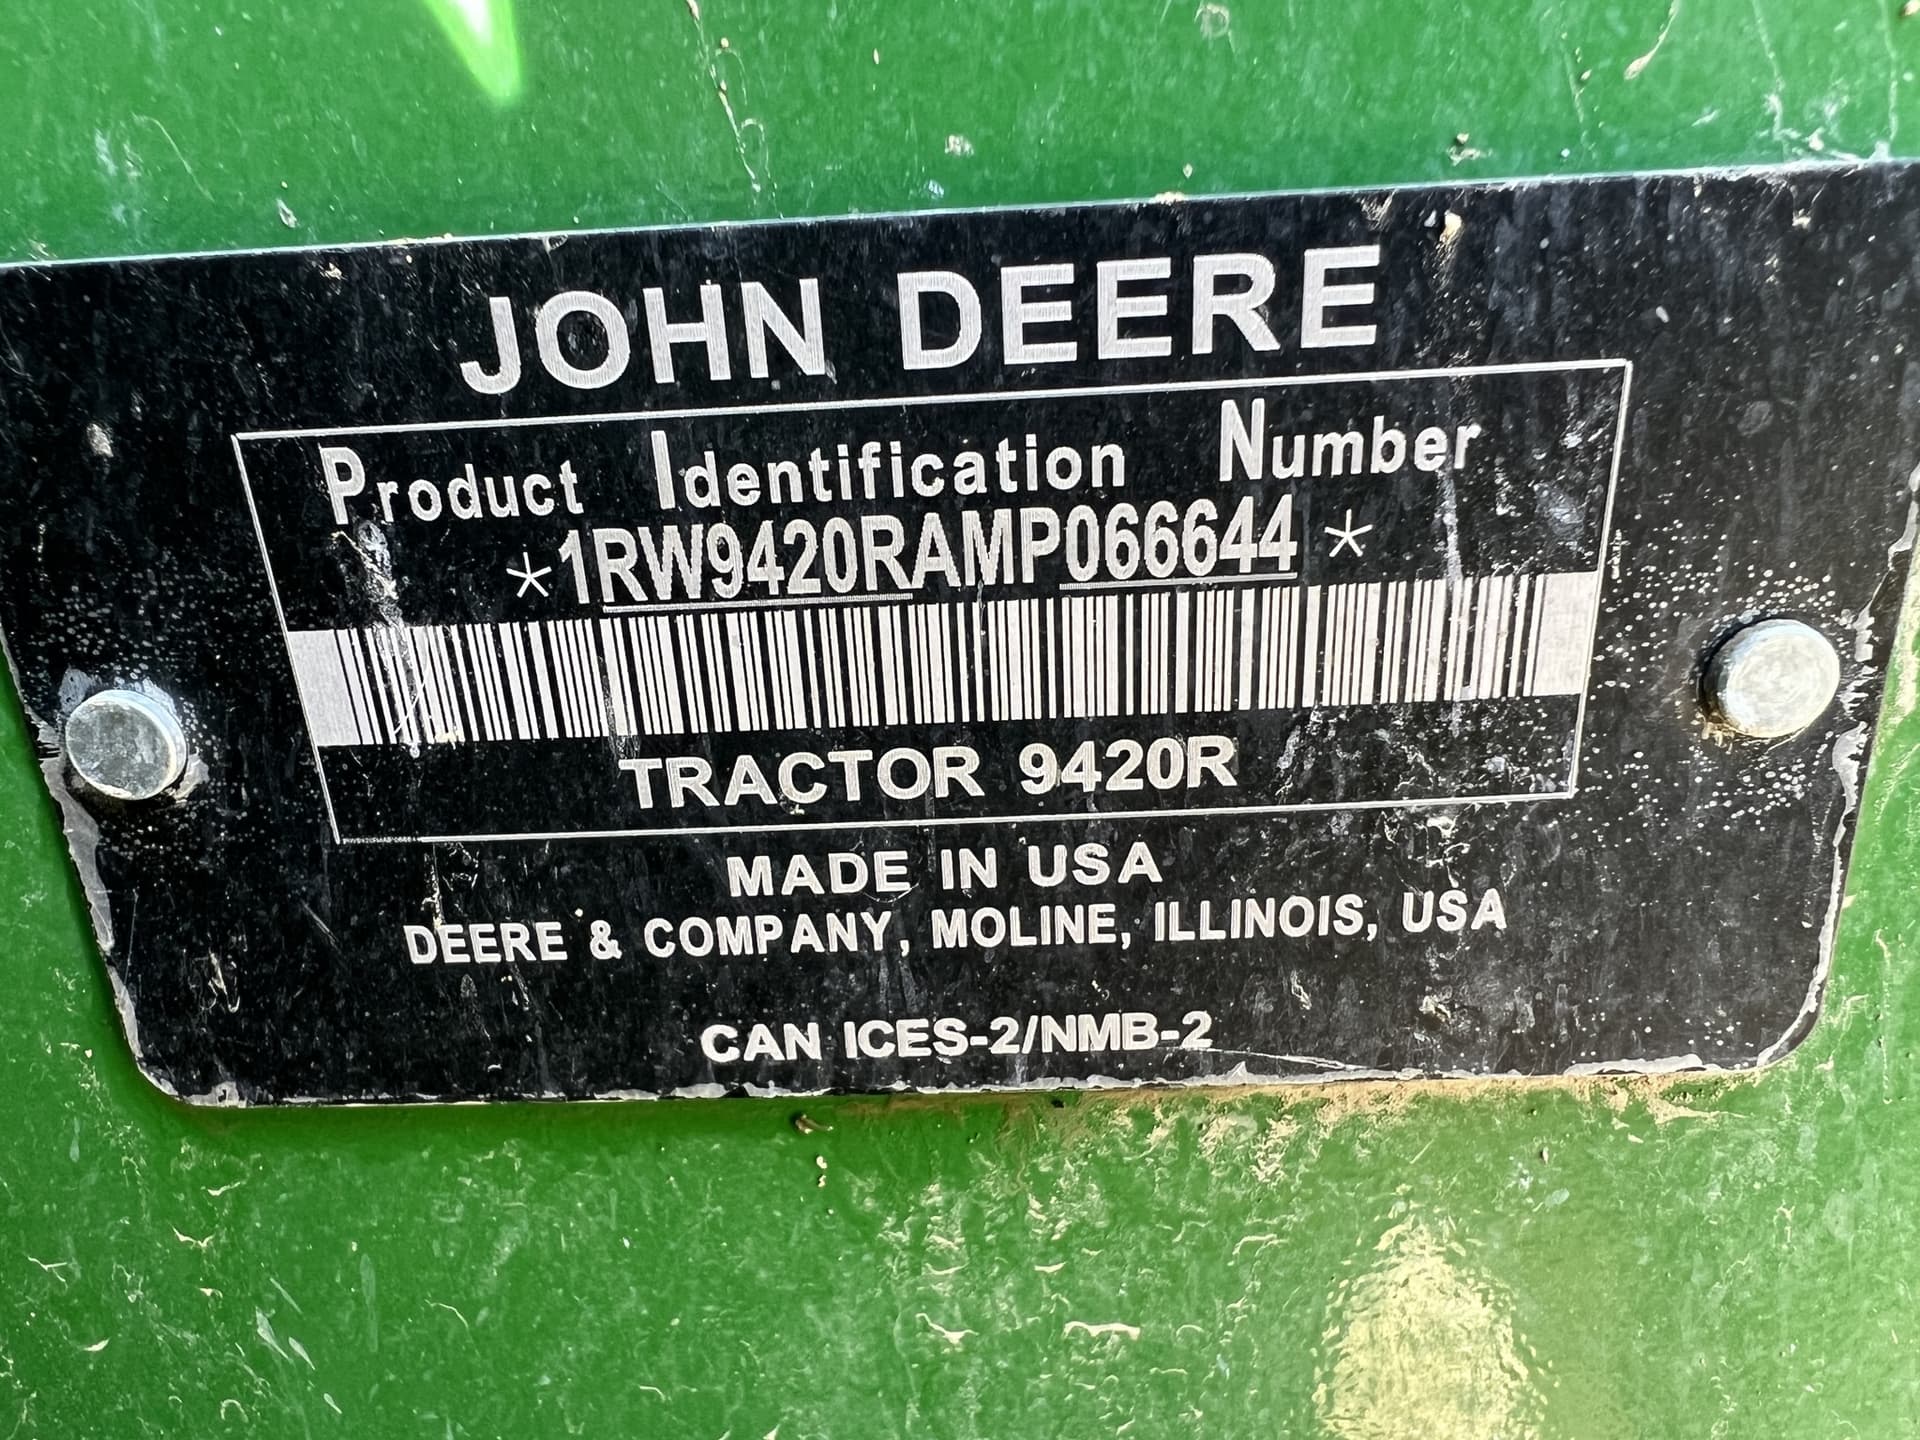 JOHN DEERE
Product Identification Number
*1RW9420RAMP066644*
TRACTOR 9420R
MADE IN USA
DEERE & COMPANY, MOLINE, ILLINOIS, USA
CAN ICES-2/NMB-2